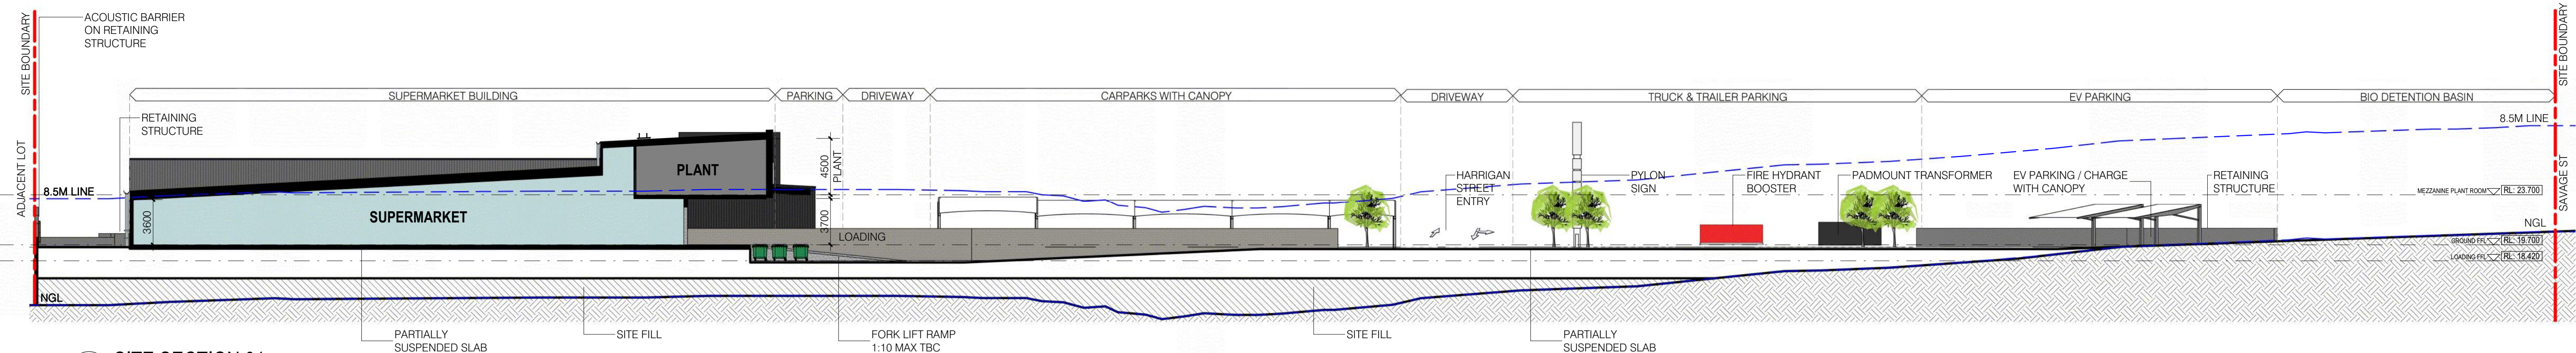 SITE BOUNDARY
ADJACENT LOT
ACOUSTIC BARRIER
ON RETAINING
STRUCTURE
SUPERMARKET BUILDING
PARKING
DRIVEWAY
CARPARKS WITH CANOPY
DRIVEWAY
TRUCK & TRAILER PARKING
EV PARKING
BIO DETENTION BASIN
SITE BOUNDARY
SAVAGE ST
RETAINING
STRUCTURE
8.5M LINE
8.5M LINE
PLANT
4500
PLANT
SUPERMARKET
3600
3700
LOADING
HARRIGAN
STREET
ENTRY
PYLON
SIGN
FIRE HYDRANT
BOOSTER
PADMOUNT TRANSFORMER
EV PARKING / CHARGE
WITH CANOPY
RETAINING
STRUCTURE
MEZZANINE PLANT ROOM RL: 23.700
NGL
GROUND FFL RL: 19.700
LOADING FFL RL: 18.420
NGL
PARTIALLY
SUSPENDED SLAB
SITE FILL
FORK LIFT RAMP
1:10 MAX TBC
SITE FILL
PARTIALLY
SUSPENDED SLAB